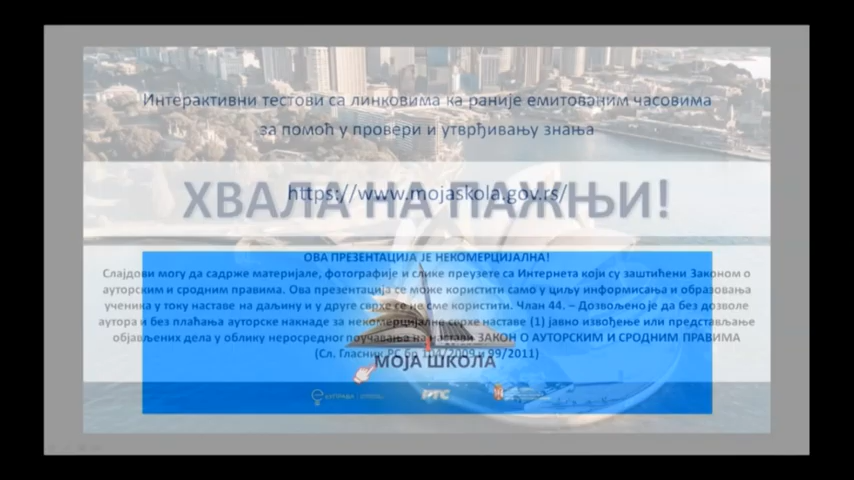 Интерактивни тестови са линковима ка раније емитованим часовима
за помоћ у провери и утврђивању знања
ХВАЛА НА ПАЖЊИ!
https://www.mojaskola.gov.rs/
ОВА ПРЕЗЕНТАЦИЈА ЈЕ НЕКОМЕРЦИЈАЛНА!
Слајдови могу да садрже материјале, фотографије и слике преузете са Интернета који су заштићени Законом о
ауторским и сродним правима. Ова презентација се може користити само у циљу информисања и образовања
ученика у току наставе на даљину и у друге сврхе се не сме користити. Члан 44. – Дозвољено је да без дозволе
аутора и без плаћања ауторске накнаде за некомерцијалне сврхе наставе (1) јавно извођење или представљање
објављених дела у облику неросредног поучавања на настави ЗАКОН О АУТОРСКИМ И СРОДНИМ ПРАВИМА
(Сл. Гласник РС бр 104/2009 и 99/2011)
МОЈА ШКОЛА
РТС